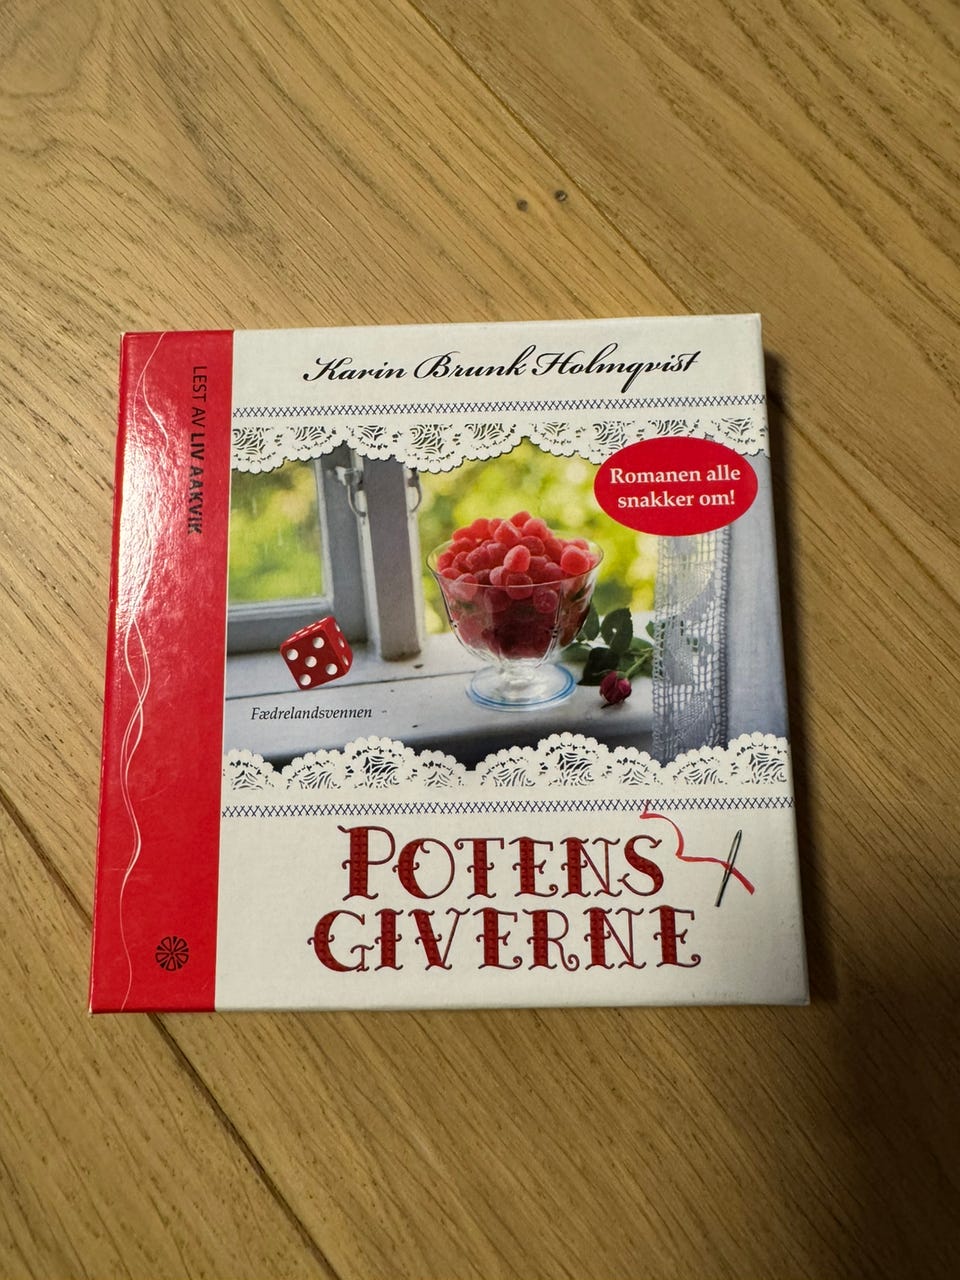 Karin Brunk Holmqvist
LEST AV LIV AAKVIK
Romanen alle
snakker om!
Fædrelandsvennen
POTENS
GIVERNE